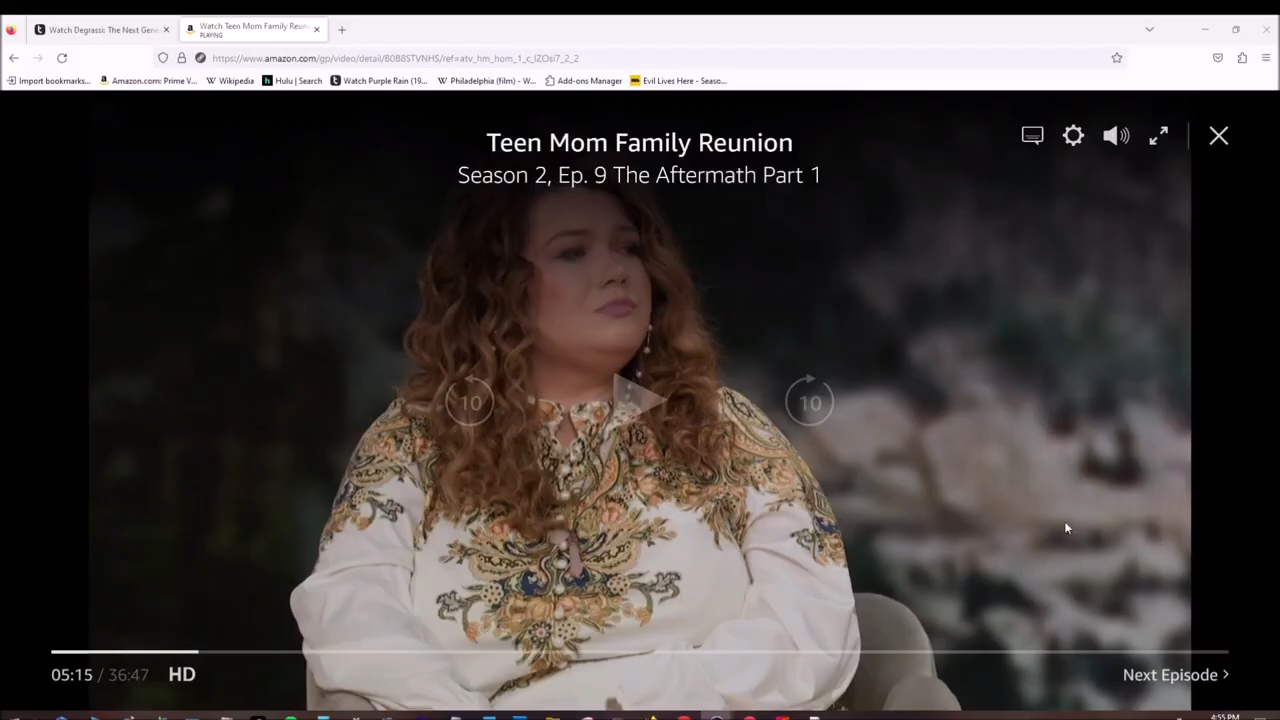 Watch Degrassi: The Next Gene
Watch Teen Mom Family Reuni
PLAYING
https://www.amazon.com/gp/video/detail/B0B8STVNHS/ref=atv_hm_hom_1_c_lZOsi7_2_2
Import bookmarks...
Amazon.com: Prime V...
Wikipedia
Hulu | Search
Watch Purple Rain (19...
Philadelphia (film) - W...
Add-ons Manager
Evil Lives Here - Seaso...
Teen Mom Family Reunion
Season 2, Ep. 9 The Aftermath Part 1
10
10
05:15 / 36:47 HD
Next Episode
4:55 PM